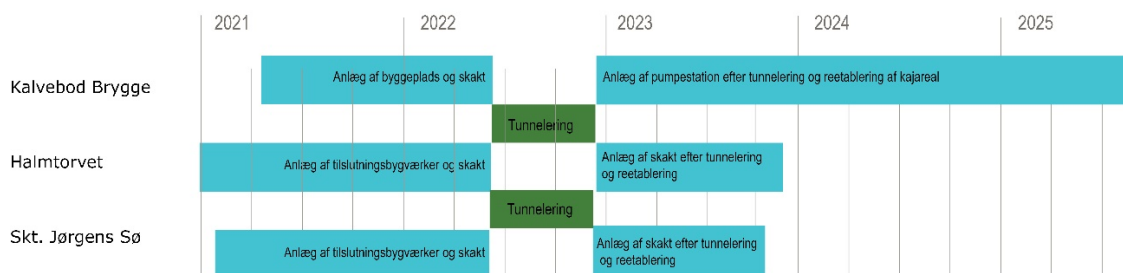 2021 2022 2023 2024 2025
Kalvebod Brygge
Anlæg af byggeplads og skakt
Anlæg af pumpestation efter tunnelering og reetablering af kajareal
Tunnelering
Halmtorvet
Anlæg af tilslutningsbygværker og skakt
Anlæg af skakt efter tunnelering
og reetablering
Tunnelering
Skt. Jørgens Sø
Anlæg af tilslutningsbygværker og skakt
Anlæg af skakt efter tunnelering
og reetablering